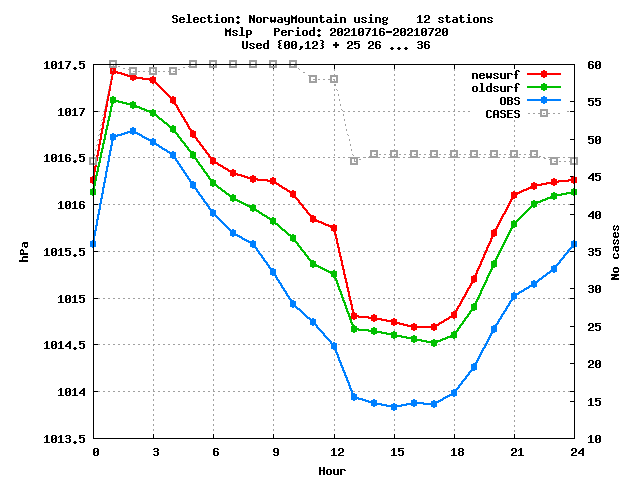 Selection: NorwayMountain using    12 stations
Mslp   Period: 20210716-20210720
Used {00,12} + 25 26 ... 36
1017.5
1017
1016.5
1016
1015.5
1015
1014.5
1014
1013.5
hPa
newsurf
oldsurf
OBS
CASES
60
55
50
45
40
35
30
25
20
15
10
No cases
0 3 6 9 12 15 18 21 24
Hour